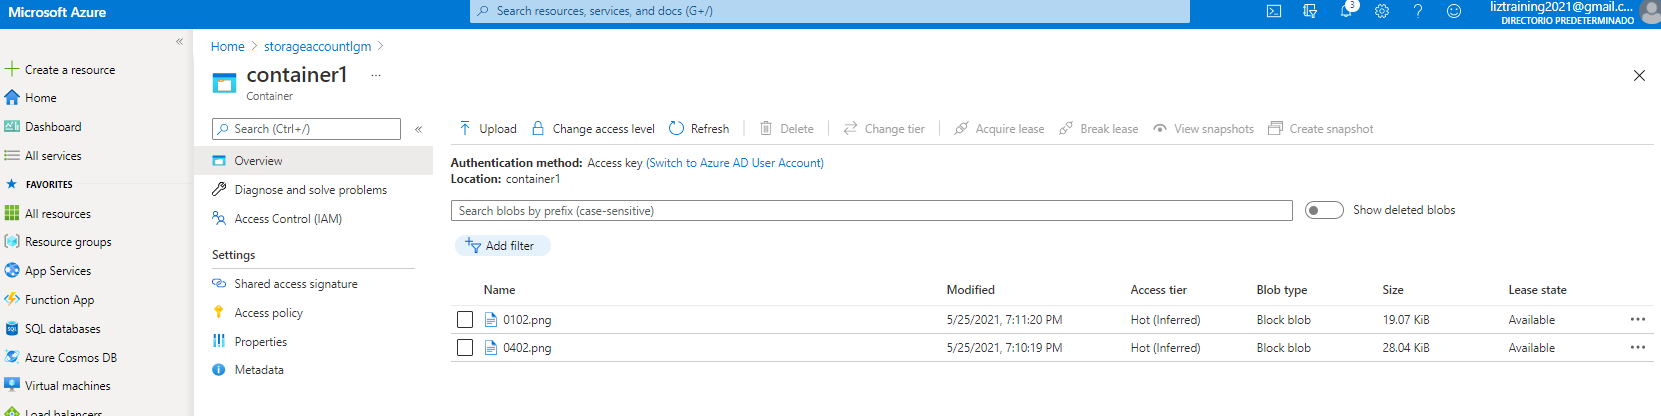 Microsoft Azure
Search resources, services, and docs (G+/)
3
liztraining2021@gmail.c...
DIRECTORIO PREDETERMINADO
«
Create a resource
Home
Dashboard
All services
FAVORITES
All resources
Resource groups
App Services
Function App
SQL databases
Azure Cosmos DB
Virtual machines
Load balancers
Home > storageaccountlgm >
container1 ...
Container
Search (Ctrl+/) «
Overview
Diagnose and solve problems
Access Control (IAM)
Settings
Shared access signature
Access policy
Properties
Metadata
Upload Change access level Refresh Delete Change tier Acquire lease Break lease View snapshots Create snapshot
Authentication method: Access key (Switch to Azure AD User Account)
Location: container1
Search blobs by prefix (case-sensitive) Show deleted blobs
Add filter
Name Modified Access tier Blob type Size Lease state
0102.png 5/25/2021, 7:11:20 PM Hot (Inferred) Block blob 19.07 KiB Available ...
0402.png 5/25/2021, 7:10:19 PM Hot (Inferred) Block blob 28.04 KiB Available ...